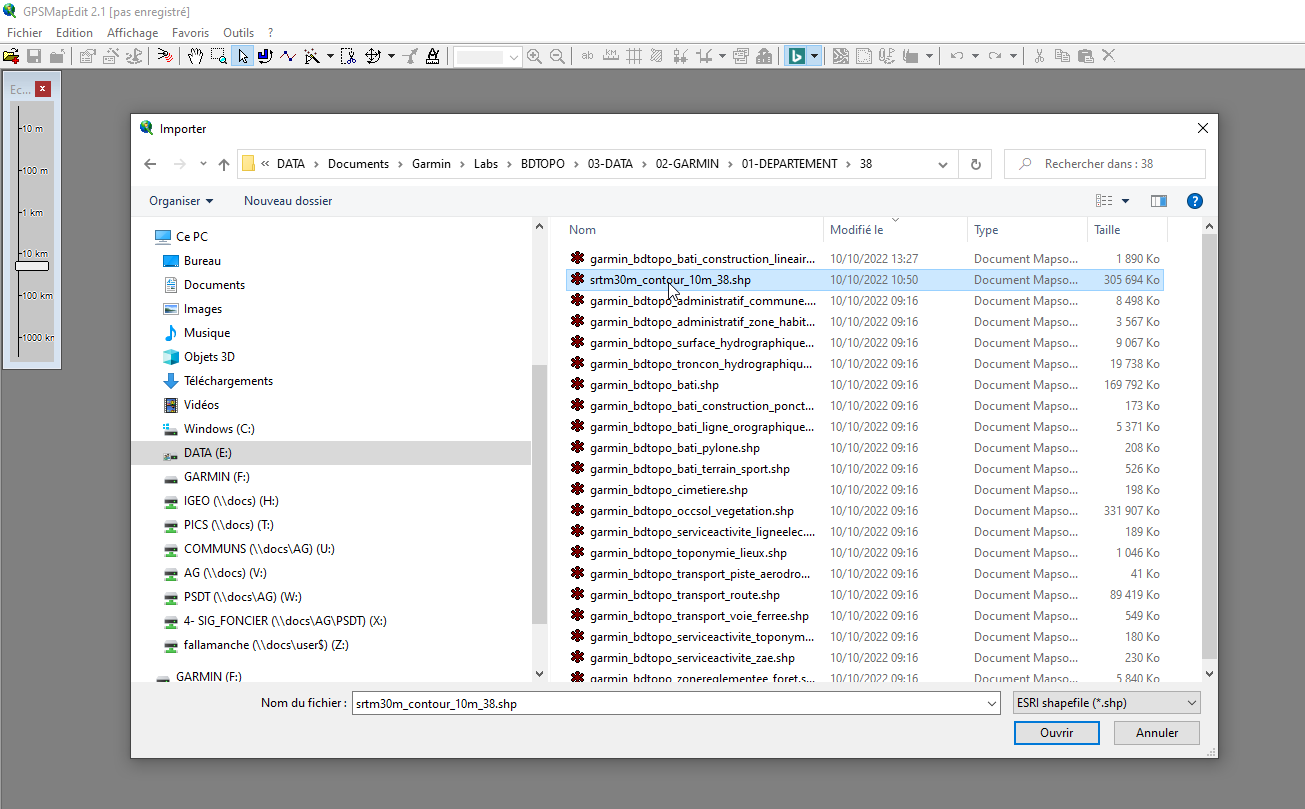 GPSMapEdit 2.1 [pas enregistré]
Fichier Edition Affichage Favoris Outils ?
ab KM
Ec...
10 m
100 m
1 km
10 km
100 km
1000 km
Importer
« DATA › Documents › Garmin › Labs › BDTOPO › 03-DATA › 02-GARMIN › 01-DEPARTEMENT › 38
Rechercher dans : 38
Organiser Nouveau dossier
Ce PC
Bureau
Documents
Images
Musique
Objets 3D
Téléchargements
Vidéos
Windows (C:)
DATA (E:)
GARMIN (F:)
IGEO (\\docs) (H:)
PICS (\\docs) (T:)
COMMUNS (\\docs\AG) (U:)
AG (\\docs) (V:)
PSDT (\\docs\AG) (W:)
4- SIG_FONCIER (\\docs\AG\PSDT) (X:)
fallamanche (\\docs\user$) (Z:)
GARMIN (F:)
Nom Modifié le Type Taille
garmin_bdtopo_bati_construction_lineair... 10/10/2022 13:27 Document Mapso... 1 890 Ko
srtm30m_contour_10m_38.shp 10/10/2022 10:50 Document Mapso... 305 694 Ko
garmin_bdtopo_administratif_commune.... 10/10/2022 09:16 Document Mapso... 8 498 Ko
garmin_bdtopo_administratif_zone_habit... 10/10/2022 09:16 Document Mapso... 3 567 Ko
garmin_bdtopo_surface_hydrographique... 10/10/2022 09:16 Document Mapso... 9 067 Ko
garmin_bdtopo_troncon_hydrographiqu... 10/10/2022 09:16 Document Mapso... 19 738 Ko
garmin_bdtopo_bati.shp 10/10/2022 09:16 Document Mapso... 169 792 Ko
garmin_bdtopo_bati_construction_ponct... 10/10/2022 09:16 Document Mapso... 173 Ko
garmin_bdtopo_bati_ligne_orographique... 10/10/2022 09:16 Document Mapso... 5 371 Ko
garmin_bdtopo_bati_pylone.shp 10/10/2022 09:16 Document Mapso... 208 Ko
garmin_bdtopo_bati_terrain_sport.shp 10/10/2022 09:16 Document Mapso... 526 Ko
garmin_bdtopo_cimetiere.shp 10/10/2022 09:16 Document Mapso... 198 Ko
garmin_bdtopo_occsol_vegetation.shp 10/10/2022 09:16 Document Mapso... 331 907 Ko
garmin_bdtopo_serviceactivite_ligneelec.... 10/10/2022 09:16 Document Mapso... 189 Ko
garmin_bdtopo_toponymie_lieux.shp 10/10/2022 09:16 Document Mapso... 1 046 Ko
garmin_bdtopo_transport_piste_aerodro... 10/10/2022 09:16 Document Mapso... 41 Ko
garmin_bdtopo_transport_route.shp 10/10/2022 09:16 Document Mapso... 89 419 Ko
garmin_bdtopo_transport_voie_ferree.shp 10/10/2022 09:16 Document Mapso... 549 Ko
garmin_bdtopo_serviceactivite_toponym... 10/10/2022 09:16 Document Mapso... 180 Ko
garmin_bdtopo_serviceactivite_zae.shp 10/10/2022 09:16 Document Mapso... 230 Ko
garmin_bdtopo_zonereglementee_foret.s... 10/10/2022 09:16 Document Mapso... 5 840 Ko
Nom du fichier : srtm30m_contour_10m_38.shp ESRI shapefile (*.shp)
Ouvrir Annuler